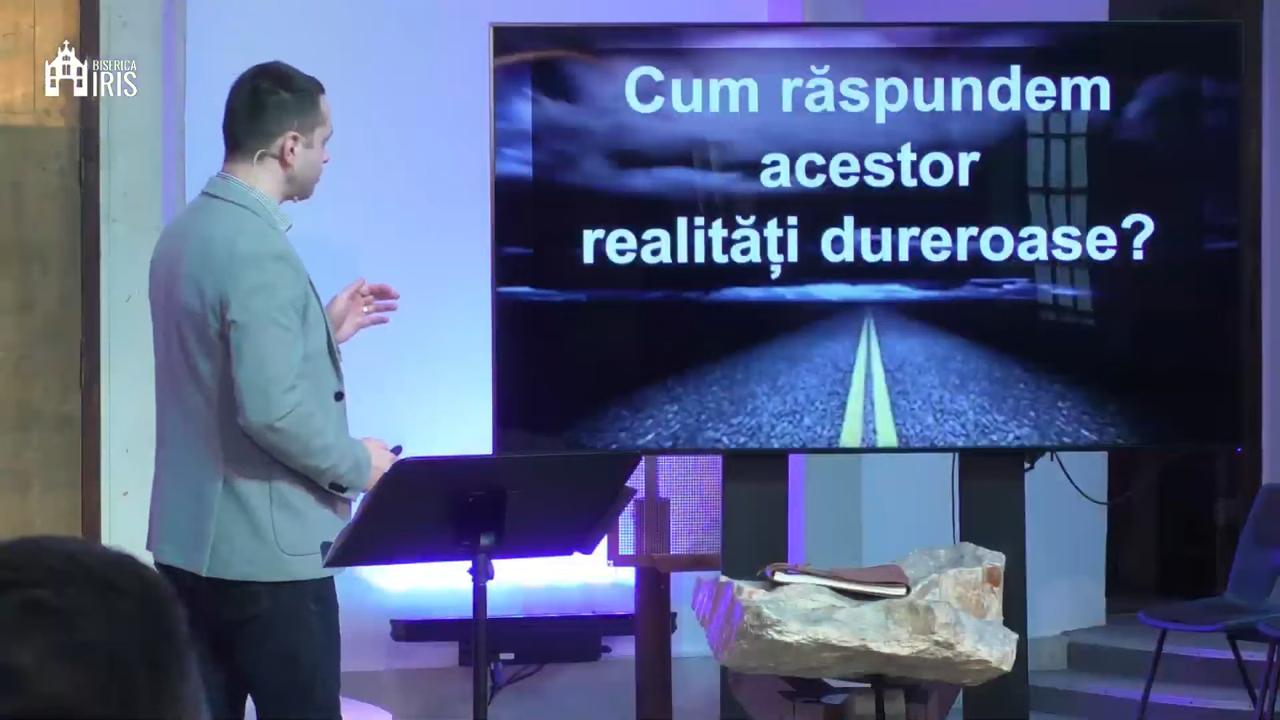 BISERICA
IRIS
Cum răspundem
acestor
realități dureroase?